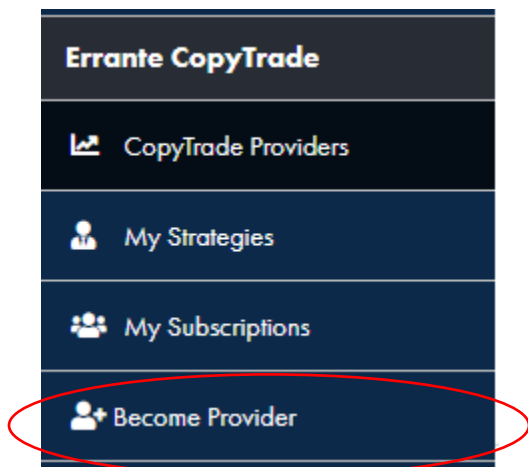 Errante CopyTrade
CopyTrade Providers
My Strategies
My Subscriptions
Become Provider